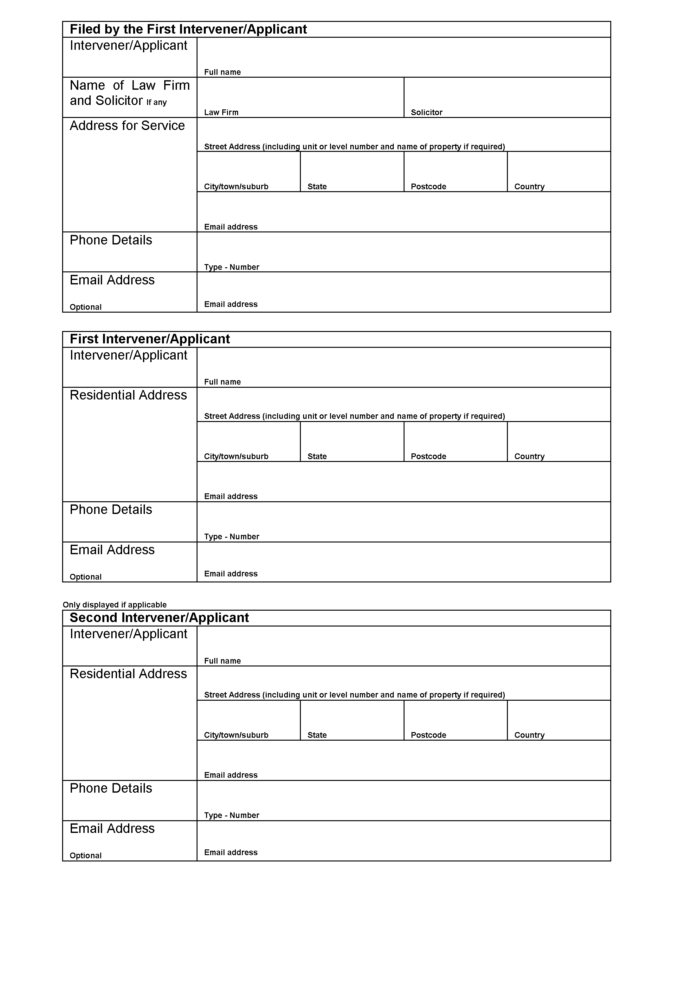 Filed by the First Intervener/Applicant
Intervener/Applicant
Full name
Name of Law Firm
and Solicitor If any
Law Firm
Solicitor
Address for Service
Street Address (including unit or level number and name of property if required)
City/town/suburb
State
Postcode
Country
Email address
Phone Details
Type - Number
Email Address
Optional
Email address
First Intervener/Applicant
Intervener/Applicant
Full name
Residential Address
Street Address (including unit or level number and name of property if required)
City/town/suburb
State
Postcode
Country
Email address
Phone Details
Type - Number
Email Address
Optional
Email address
Only displayed if applicable
Second Intervener/Applicant
Intervener/Applicant
Full name
Residential Address
Street Address (including unit or level number and name of property if required)
City/town/suburb
State
Postcode
Country
Email address
Phone Details
Type - Number
Email Address
Optional
Email address